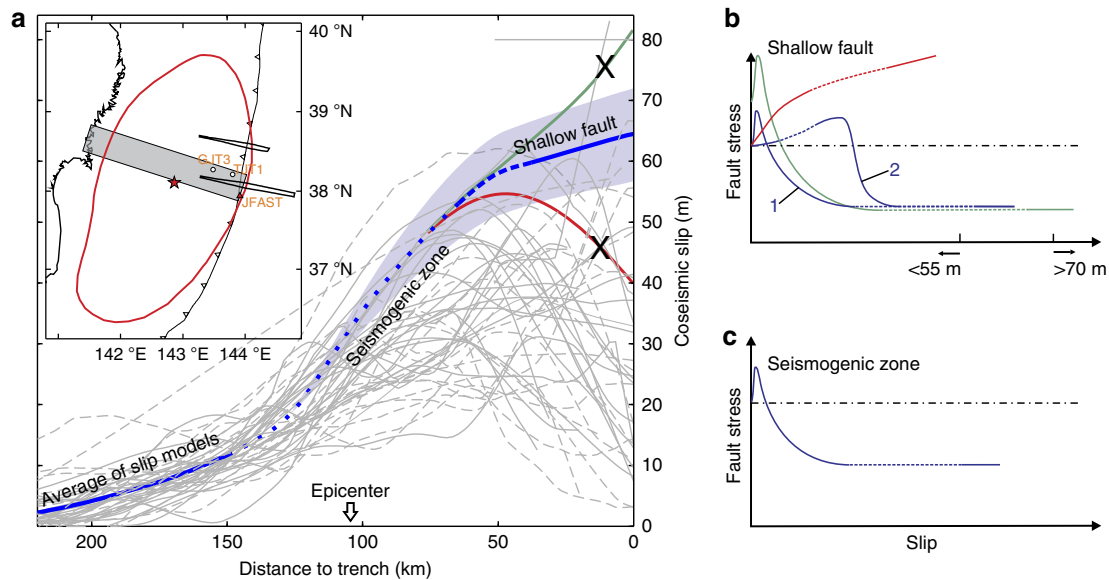 a
40 °N
39 °N
38 °N
37 °N
GJT3
TJT1
JFAST
142 °E
143 °E
144 °E
X
X
Shallow fault
Seismogenic zone
Average of slip models
Epicenter
80
70
60
50
40
30
20
10
0
Coseismic slip (m)
200
150
100
50
0
Distance to trench (km)
b
Shallow fault
Fault stress
1
2
<55 m
>70 m
c
Seismogenic zone
Fault stress
Slip